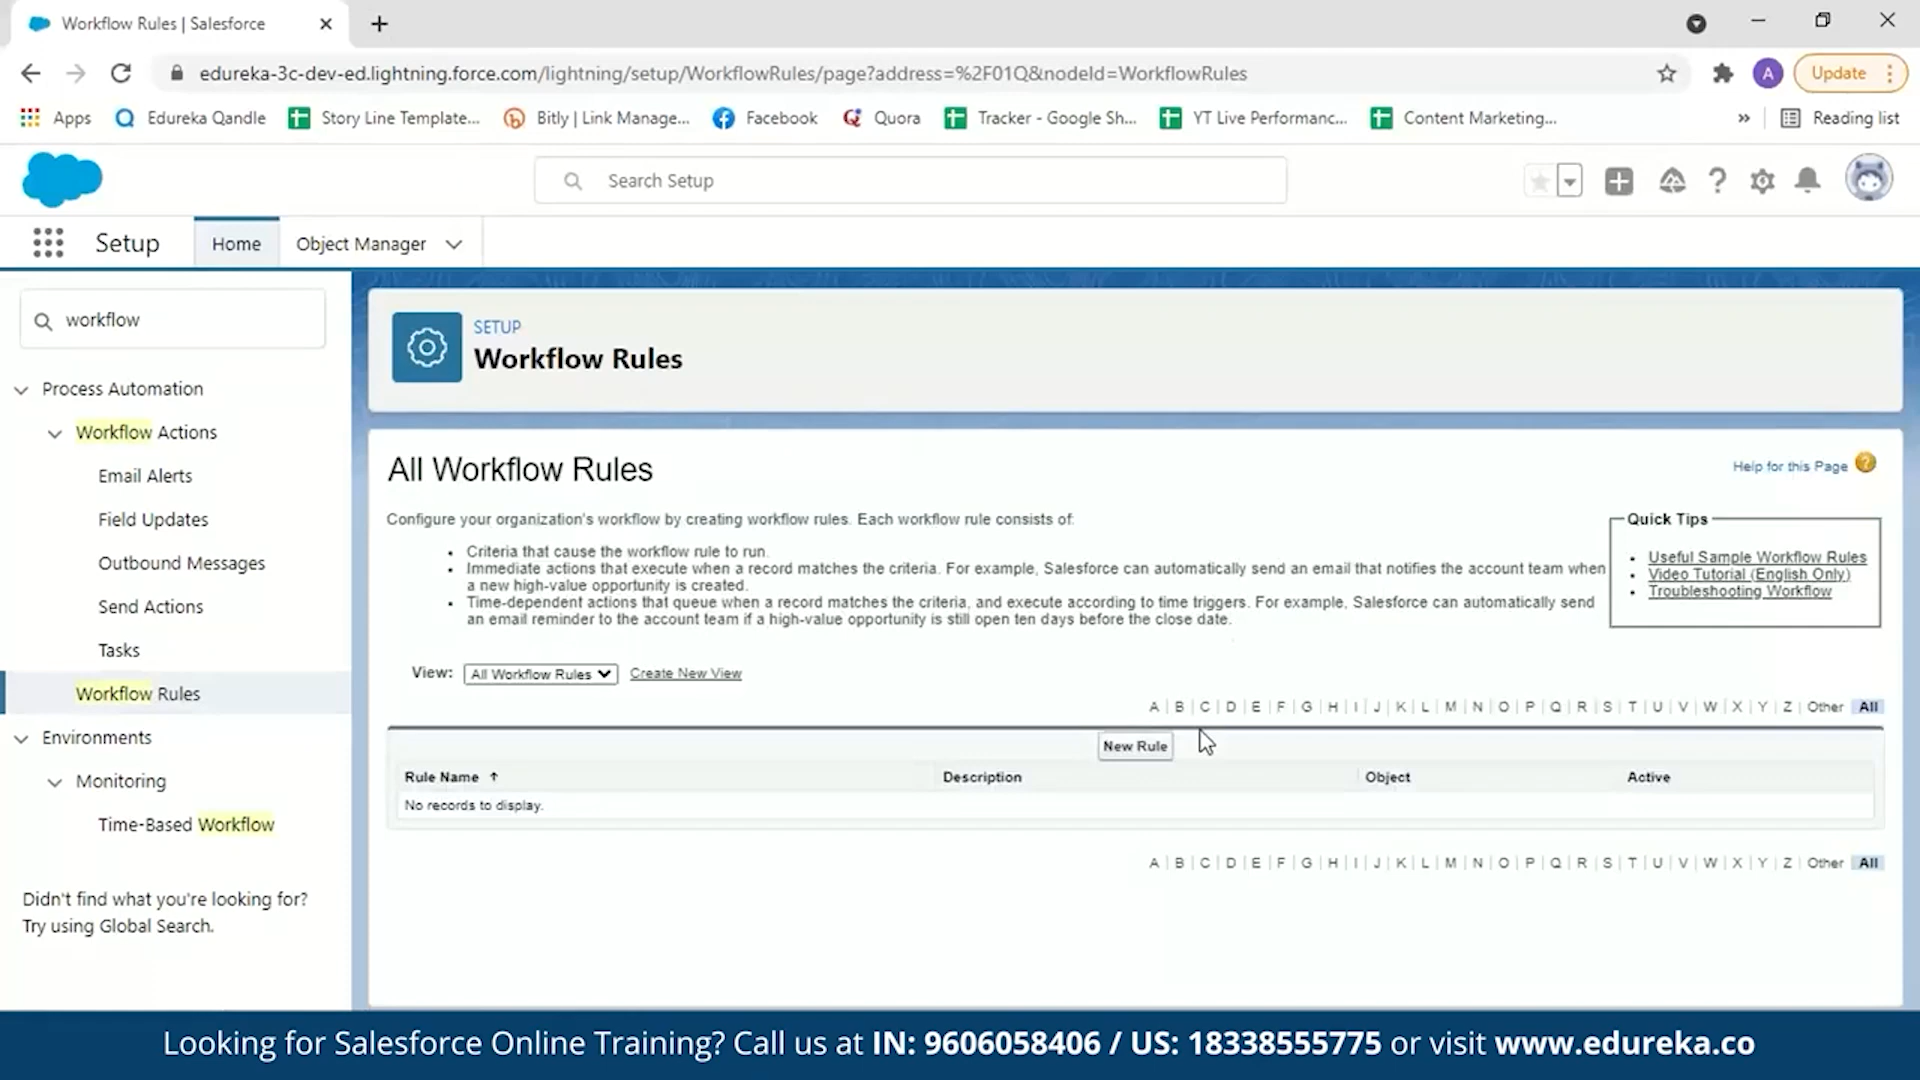 Workflow Rules | Salesforce
edureka-3c-dev-ed.lightning.force.com/lightning/setup/WorkflowRules/page?address=%2F01Q&nodeId=WorkflowRules
A
Update
Apps
Edureka Qandle
Story Line Template...
Bitly | Link Manage...
Facebook
Quora
Tracker - Google Sh...
YT Live Performanc...
Content Marketing...
»
Reading list
Search Setup
Setup
Home
Object Manager
workflow
Process Automation
Workflow Actions
Email Alerts
Field Updates
Outbound Messages
Send Actions
Tasks
Workflow Rules
Environments
Monitoring
Time-Based Workflow
Didn't find what you're looking for?
Try using Global Search.
SETUP
Workflow Rules
All Workflow Rules
Help for this Page
Configure your organization's workflow by creating workflow rules. Each workflow rule consists of:
• Criteria that cause the workflow rule to run.
• Immediate actions that execute when a record matches the criteria. For example, Salesforce can automatically send an email that notifies the account team when
a new high-value opportunity is created.
• Time-dependent actions that queue when a record matches the criteria, and execute according to time triggers. For example, Salesforce can automatically send
an email reminder to the account team if a high-value opportunity is still open ten days before the close date.
Quick Tips
• Useful Sample Workflow Rules
• Video Tutorial (English Only)
• Troubleshooting Workflow
View: All Workflow Rules Create New View
A | B | C | D | E | F | G | H | I | J | K | L | M | N | O | P | Q | R | S | T | U | V | W | X | Y | Z | Other All
New Rule
Rule Name ↑ Description Object Active
No records to display.
A | B | C | D | E | F | G | H | I | J | K | L | M | N | O | P | Q | R | S | T | U | V | W | X | Y | Z | Other All
Looking for Salesforce Online Training? Call us at IN: 9606058406 / US: 18338555775 or visit www.edureka.co